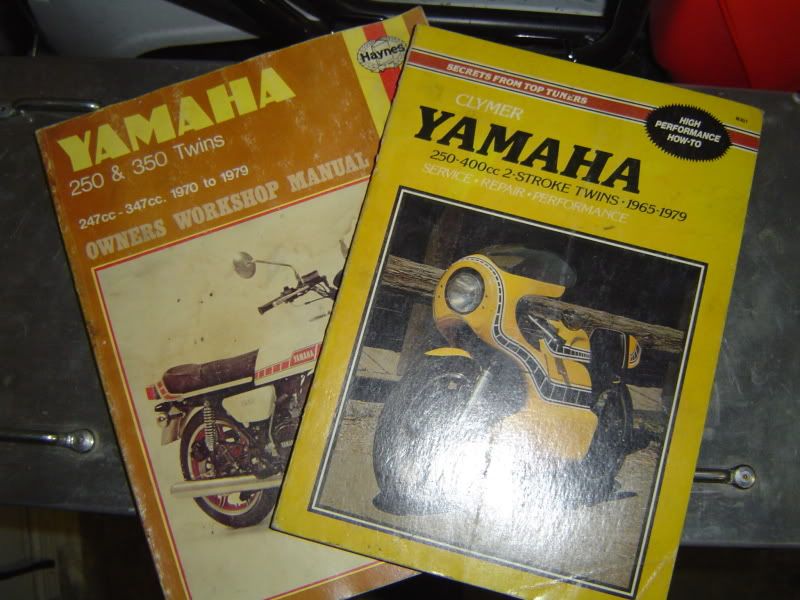 Haynes
YAMAHA
250 & 350 Twins
247cc - 347cc. 1970 to 1979
OWNERS WORKSHOP MANUAL
YAMAHA
SECRETS FROM TOP TUNERS
CLYMER
YAMAHA
250-400cc 2-STROKE TWINS • 1965-1979
SERVICE • REPAIR • PERFORMANCE
HIGH
PERFORMANCE
HOW-TO